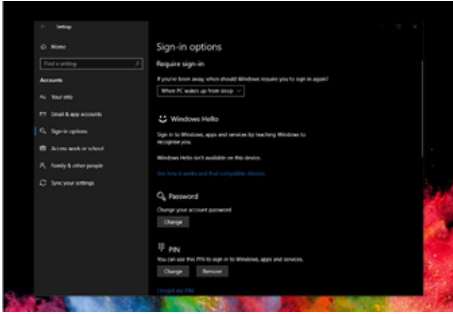 Settings
Home
Find a setting
Accounts
Your info
Email & app accounts
Sign-in options
Access work or school
Family & other people
Sync your settings
Sign-in options
Require sign-in
If you've been away, when should Windows require you to sign in again?
When PC wakes up from sleep
Windows Hello
Sign in to Windows, apps and services by teaching Windows to
recognise you.
Windows Hello isn't available on this device.
See how it works and find compatible devices.
Password
Change your account password
Change
PIN
You can use this PIN to sign in to Windows, apps and services.
Change Remove
I forgot my PIN